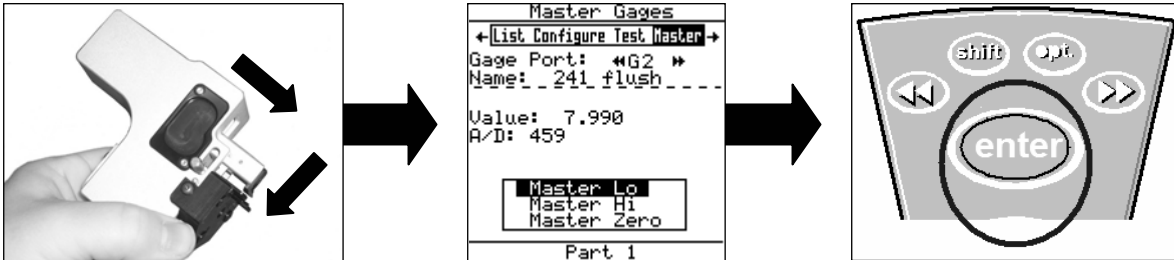 Master Gages
←List Configure Test Master→
Gage Port: ◀◀G2 ▶▶
Name: 241 flush
Value: 7.990
A/D: 459
Master Lo
Master Hi
Master Zero
Part 1
shift opt.
enter